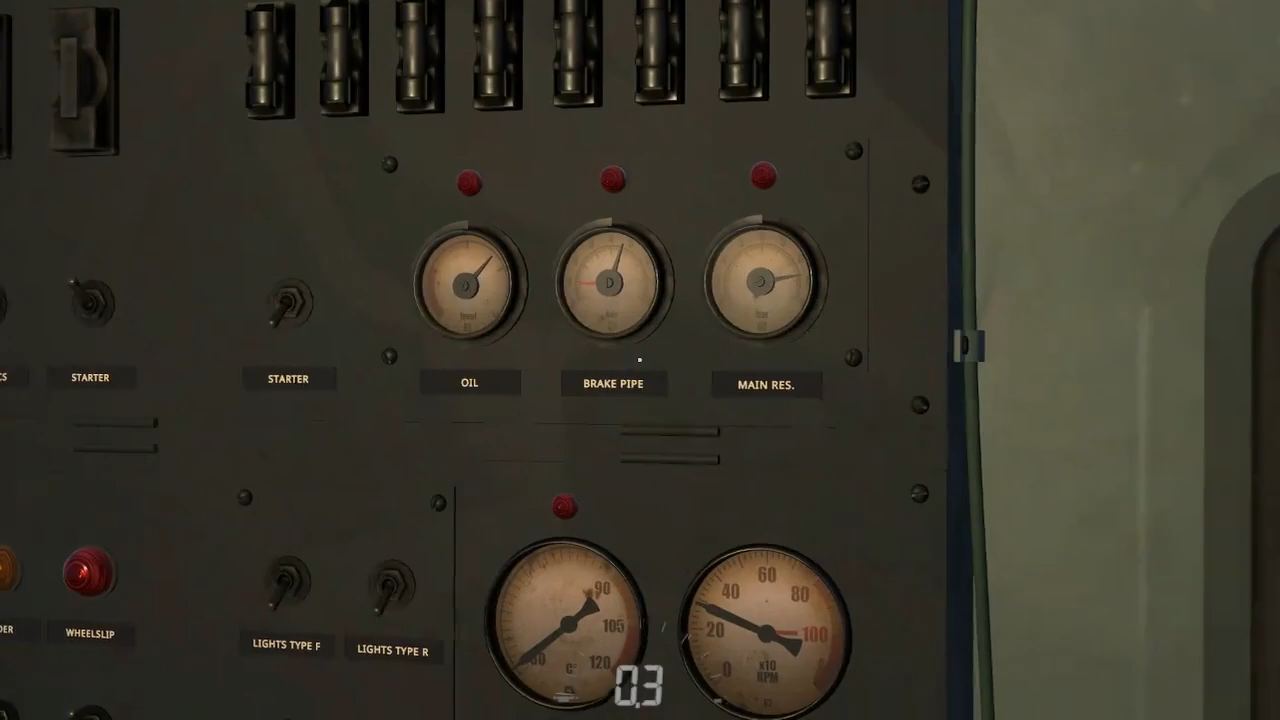 STARTER
STARTER
OIL
BRAKE PIPE
MAIN RES.
WHEELSLIP
LIGHTS TYPE F
LIGHTS TYPE R
90
105
120
C°
0
20
40
60
80
100
x10
RPM
0.3